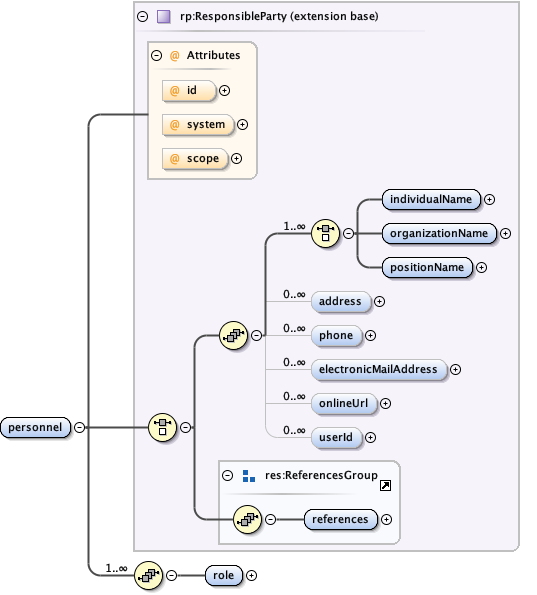 rp:ResponsibleParty (extension base)
@ Attributes
@ id
@ system
@ scope
1..∞
individualName
organizationName
positionName
0..∞ address
0..∞ phone
0..∞ electronicMailAddress
0..∞ onlineUrl
0..∞ userId
personnel
res:ReferencesGroup
references
1..∞ role